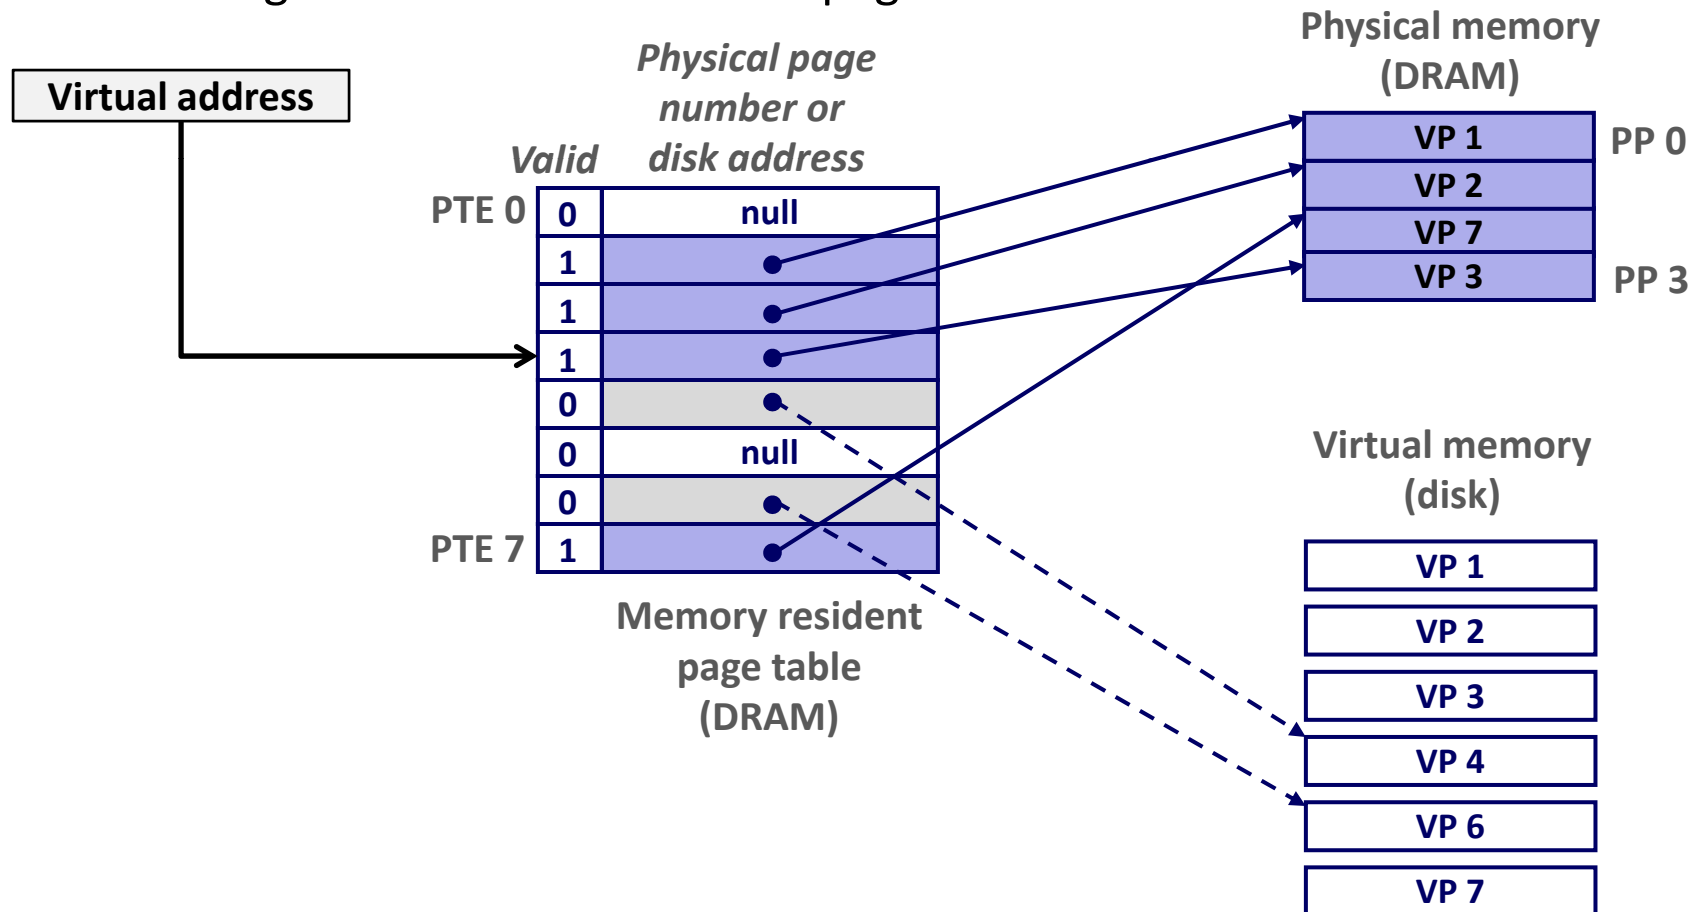 Physical memory
(DRAM)
Virtual address
Physical page
number or
disk address
Valid
VP 1
PP 0
VP 2
VP 7
VP 3
PP 3
PTE 0
0
null
1
1
1
0
0
null
0
PTE 7
1
Memory resident
page table
(DRAM)
Virtual memory
(disk)
VP 1
VP 2
VP 3
VP 4
VP 6
VP 7